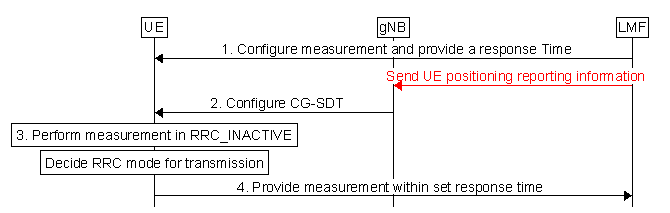 UE gNB LMF
1. Configure measurement and provide a response Time
Send UE positioning reporting information
2. Configure CG-SDT
3. Perform measurement in RRC_INACTIVE
Decide RRC mode for transmission
4. Provide measurement within set response time